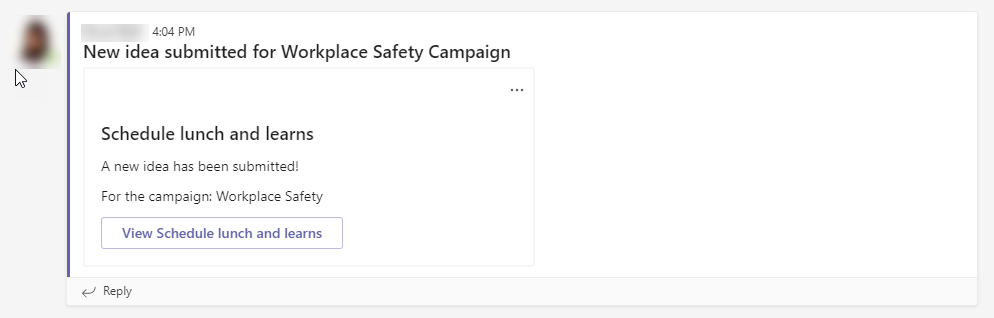 4:04 PM
New idea submitted for Workplace Safety Campaign
Schedule lunch and learns
A new idea has been submitted!
For the campaign: Workplace Safety
View Schedule lunch and learns
Reply